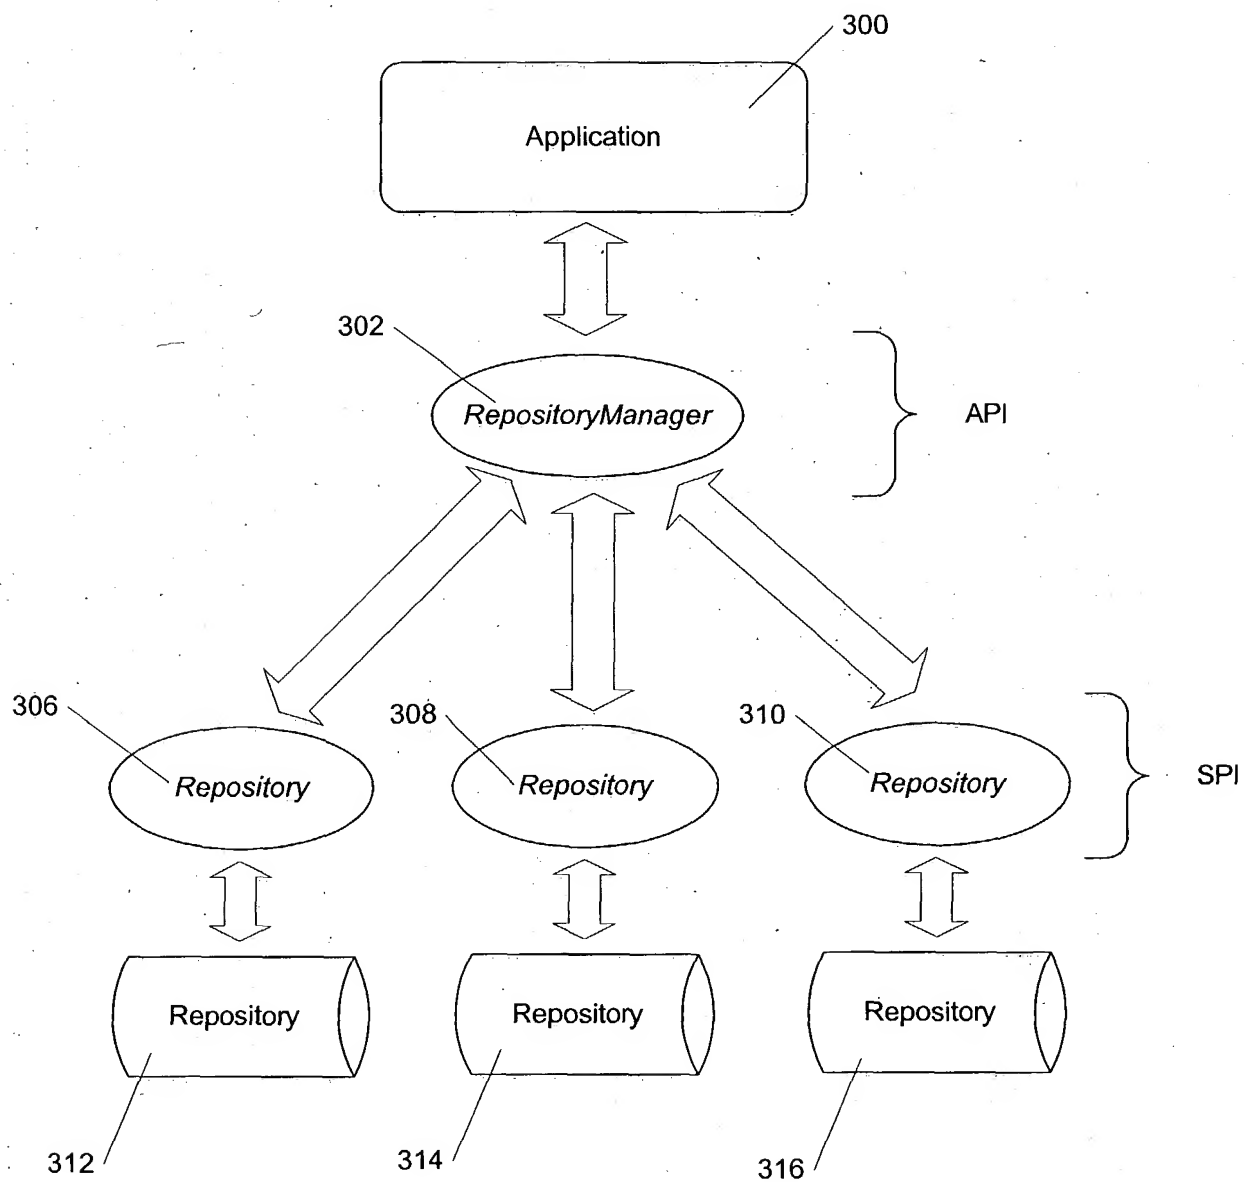 300
Application
302
RepositoryManager
API
306
308
310
Repository
Repository
Repository
SPI
Repository
Repository
Repository
312
314
316